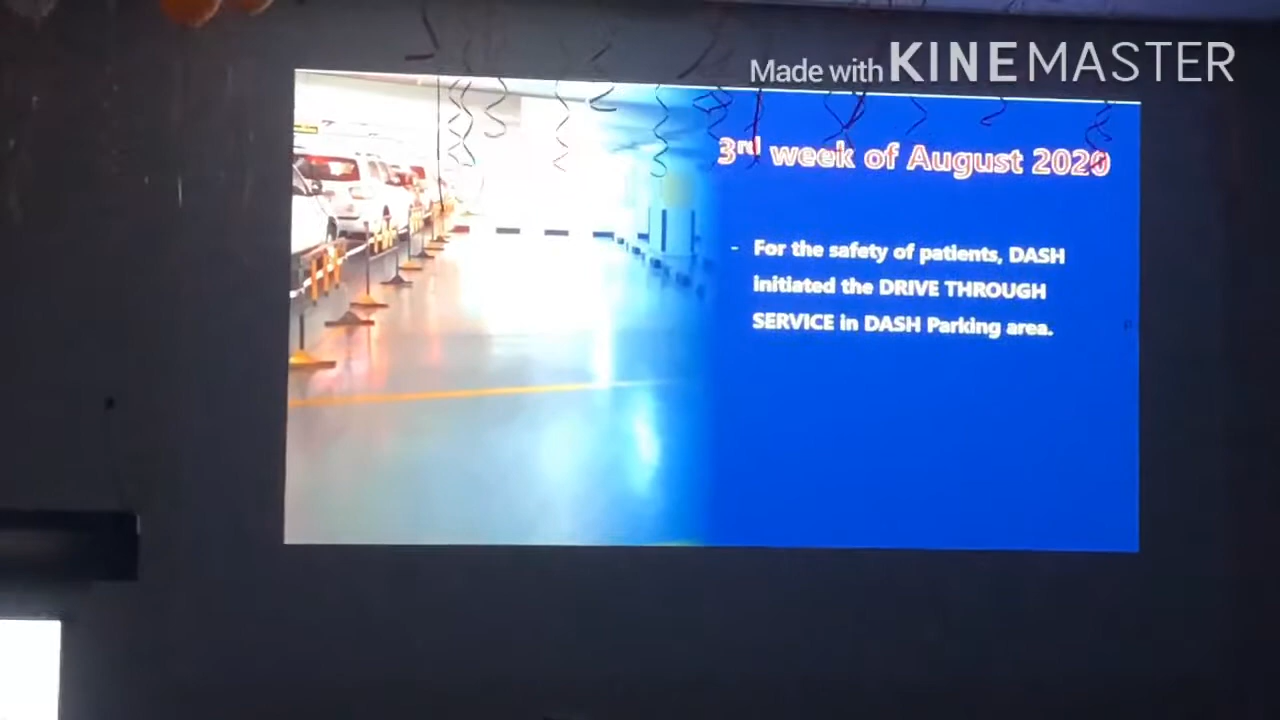 Made with KINEMASTER
3rd week of August 2020
- For the safety of patients, DASH
initiated the DRIVE THROUGH
SERVICE in DASH Parking area.